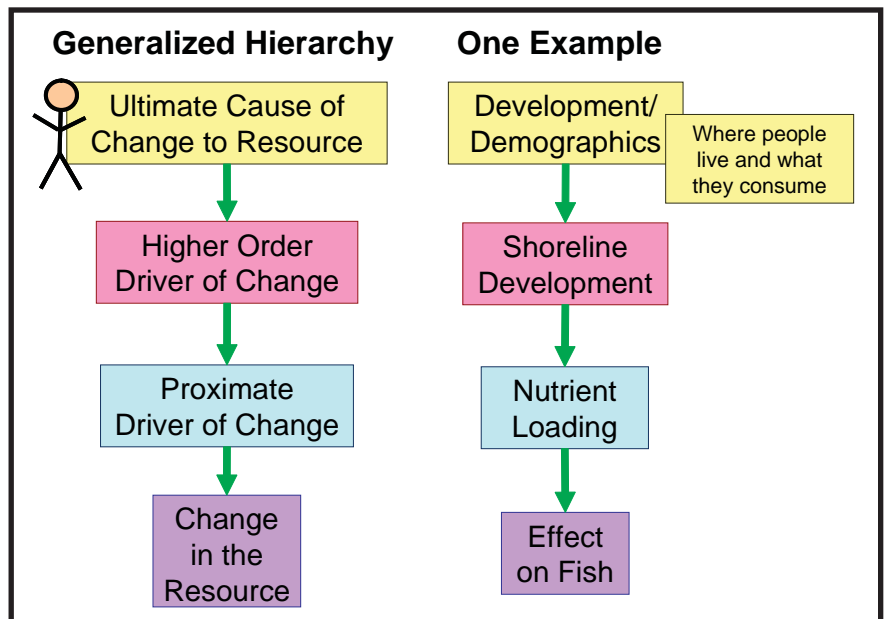 Generalized Hierarchy
Ultimate Cause of
Change to Resource
Higher Order
Driver of Change
Proximate
Driver of Change
Change
in the
Resource
One Example
Development/
Demographics
Where people
live and what
they consume
Shoreline
Development
Nutrient
Loading
Effect
on Fish